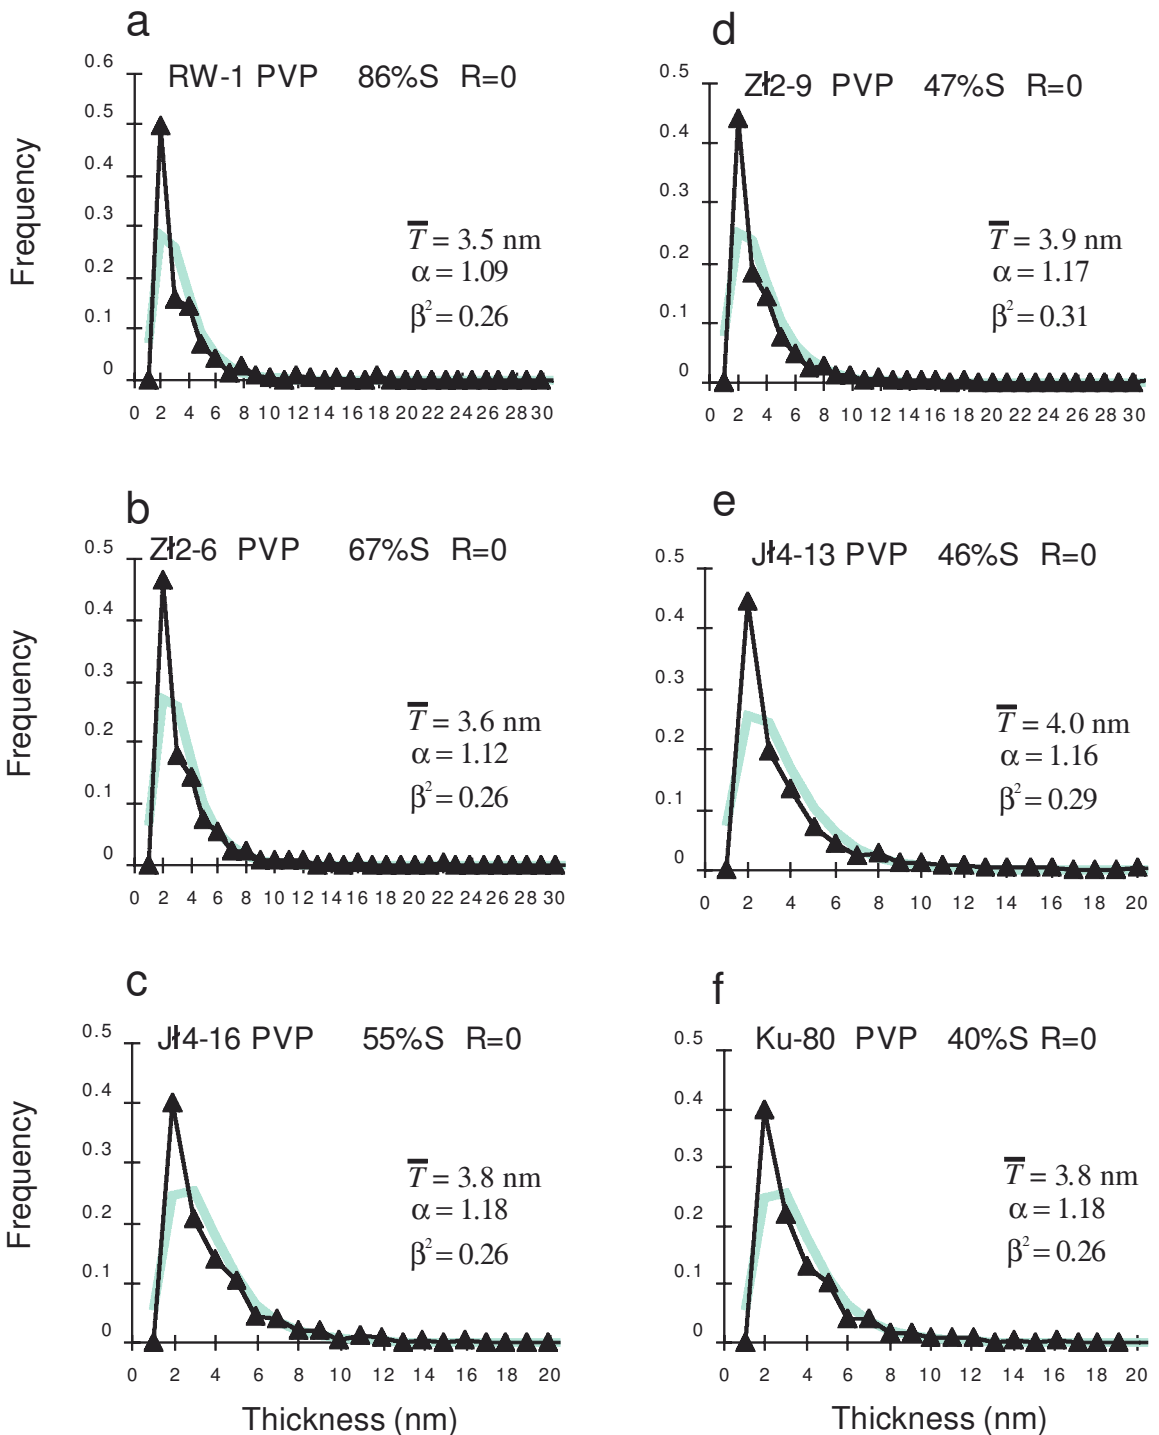 a
RW-1 PVP 86%S R=0
Frequency
0.6
0.5
0.4
0.3
0.2
0.1
0
T̅ = 3.5 nm
α = 1.09
β² = 0.26
0 2 4 6 8 10 12 14 16 18 20 22 24 26 28 30
b
Zł2-6 PVP 67%S R=0
Frequency
0.5
0.4
0.3
0.2
0.1
0
T̅ = 3.6 nm
α = 1.12
β² = 0.26
0 2 4 6 8 10 12 14 16 18 20 22 24 26 28 30
c
Jł4-16 PVP 55%S R=0
Frequency
0.5
0.4
0.3
0.2
0.1
0
T̅ = 3.8 nm
α = 1.18
β² = 0.26
0 2 4 6 8 10 12 14 16 18 20
Thickness (nm)
d
Zł2-9 PVP 47%S R=0
0.5
0.4
0.3
0.2
0.1
0
T̅ = 3.9 nm
α = 1.17
β² = 0.31
0 2 4 6 8 10 12 14 16 18 20 22 24 26 28 30
e
Jł4-13 PVP 46%S R=0
0.5
0.4
0.3
0.2
0.1
0
T̅ = 4.0 nm
α = 1.16
β² = 0.29
0 2 4 6 8 10 12 14 16 18 20
f
Ku-80 PVP 40%S R=0
0.5
0.4
0.3
0.2
0.1
0
T̅ = 3.8 nm
α = 1.18
β² = 0.26
0 2 4 6 8 10 12 14 16 18 20
Thickness (nm)